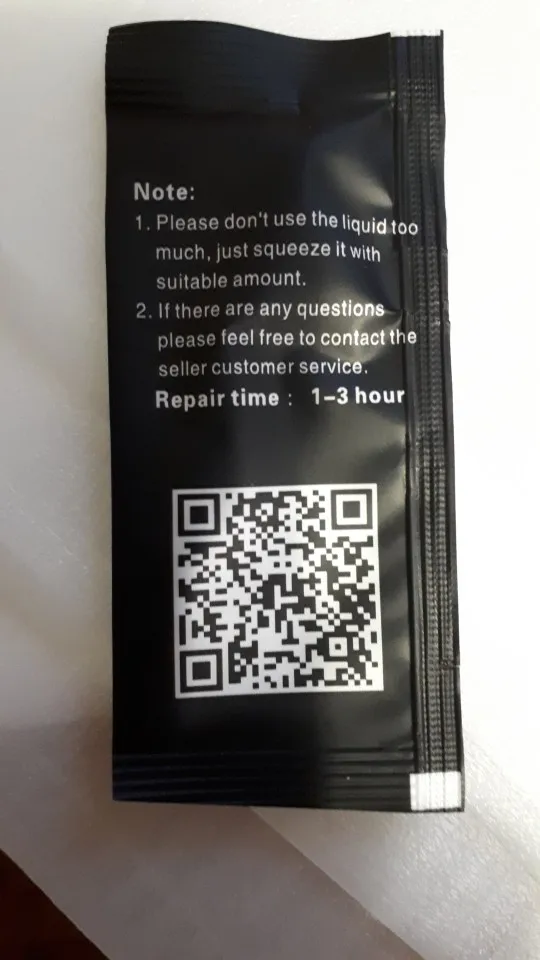 Note:
1. Please don't use the liquid too
much, just squeeze it with
suitable amount.
2. If there are any questions
please feel free to contact the
seller customer service.
Repair time : 1-3 hour